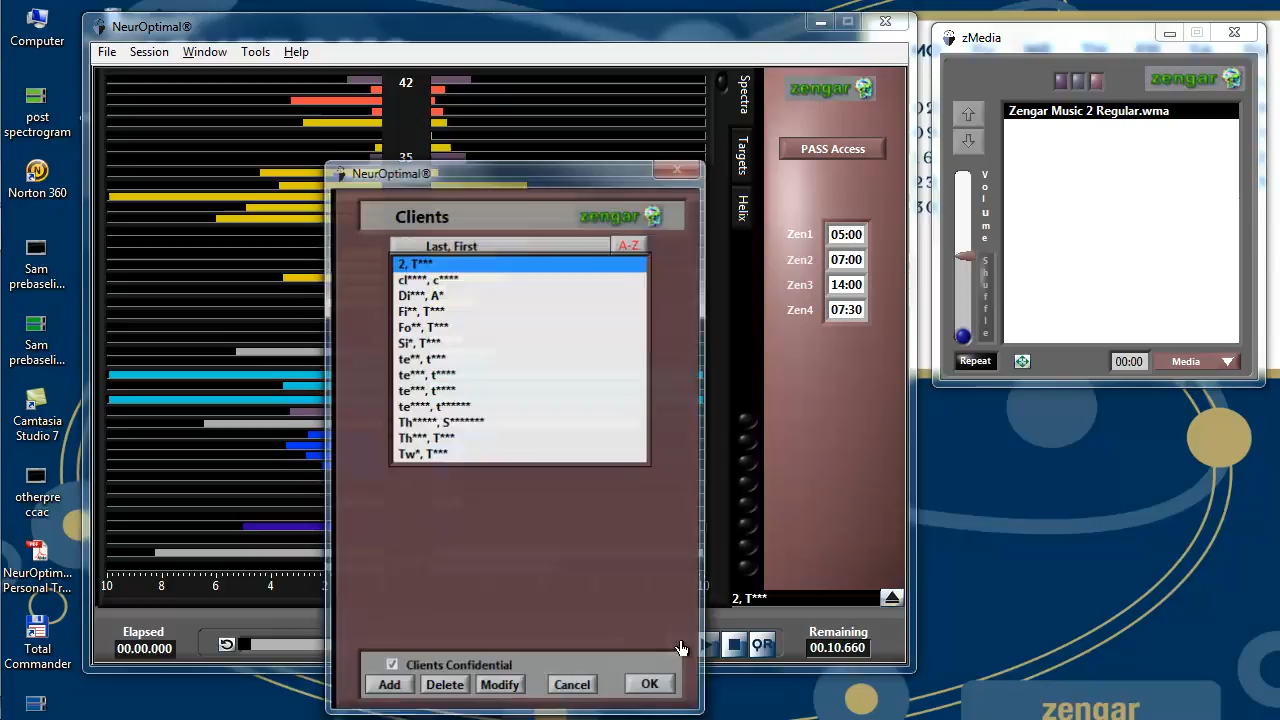 Computer
post
spectrogram
Norton 360
Sam
prebaseli...
Sam
prebaseli...
Camtasia
Studio 7
otherpre
ccac
NeurOptim...
Personal Tr...
Total
Commander
NeurOptimal®
File Session Window Tools Help
42
35
10 8 6
Elapsed
00.00.000
Spectra
Targets
Helix
zengar
PASS Access
Zen1 05:00
Zen2 07:00
Zen3 14:00
Zen4 07:30
2, T***
QR
Remaining
00.10.660
NeurOptimal®
Clients
zengar
Last, First A-Z
2, T***
cl****, c****
Di***, A*
Fi**, T***
Fo**, T***
Si*, T***
te**, t***
te***, t****
te***, t****
te****, t******
Th*****, S*******
Th***, T***
Tw*, T***
Clients Confidential
Add Delete Modify Cancel OK
zMedia
zengar
Zengar Music 2 Regular.wma
Volume
Shuffle
Repeat
00:00
Media
zengar